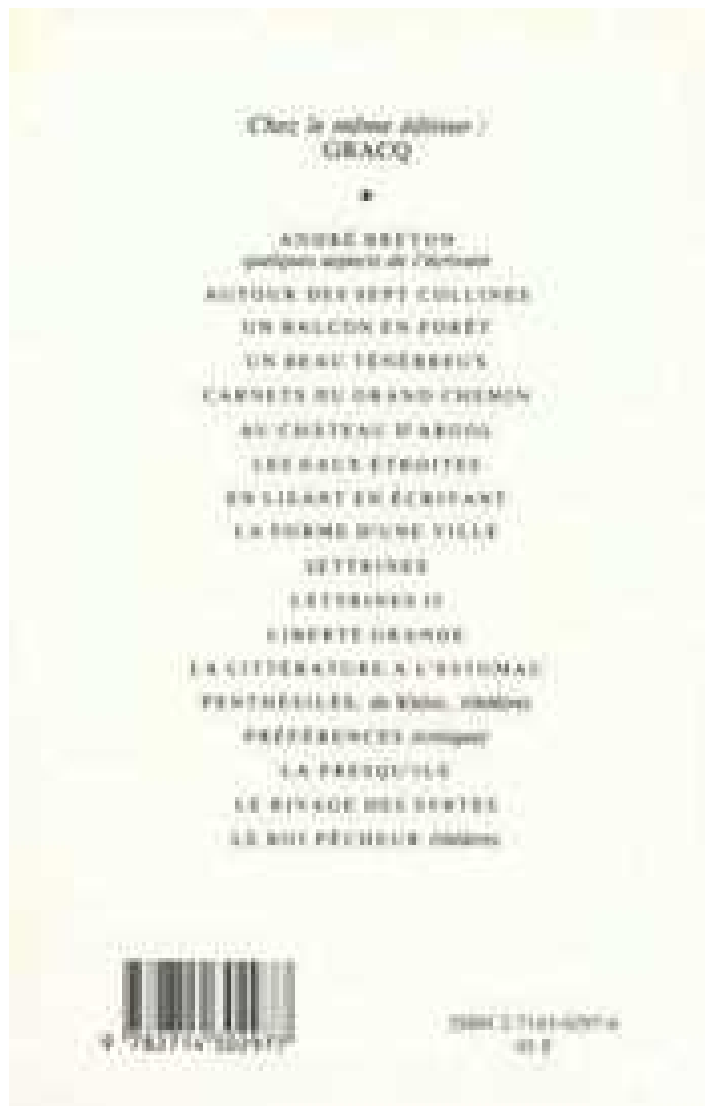 Chez le même éditeur :
GRACQ
ANDRÉ BRETON
quelques aspects de l'écrivain
AUTOUR DES SEPT COLLINES
UN BALCON EN FORÊT
UN BEAU TÉNÉBREUX
CARNETS DU GRAND CHEMIN
AU CHÂTEAU D'ARGOL
LES EAUX ÉTROITES
EN LISANT EN ÉCRIVANT
LA FORME D'UNE VILLE
LETTRINES
LETTRINES II
LIBERTÉ GRANDE
LA LITTÉRATURE A L'ESTOMAC
PENTHÉSILÉE, de Kleist, (théâtre)
PRÉFÉRENCES (critique)
LA PRESQU'ILE
LE RIVAGE DES SYRTES
LE ROI PÊCHEUR (théâtre)
ISBN